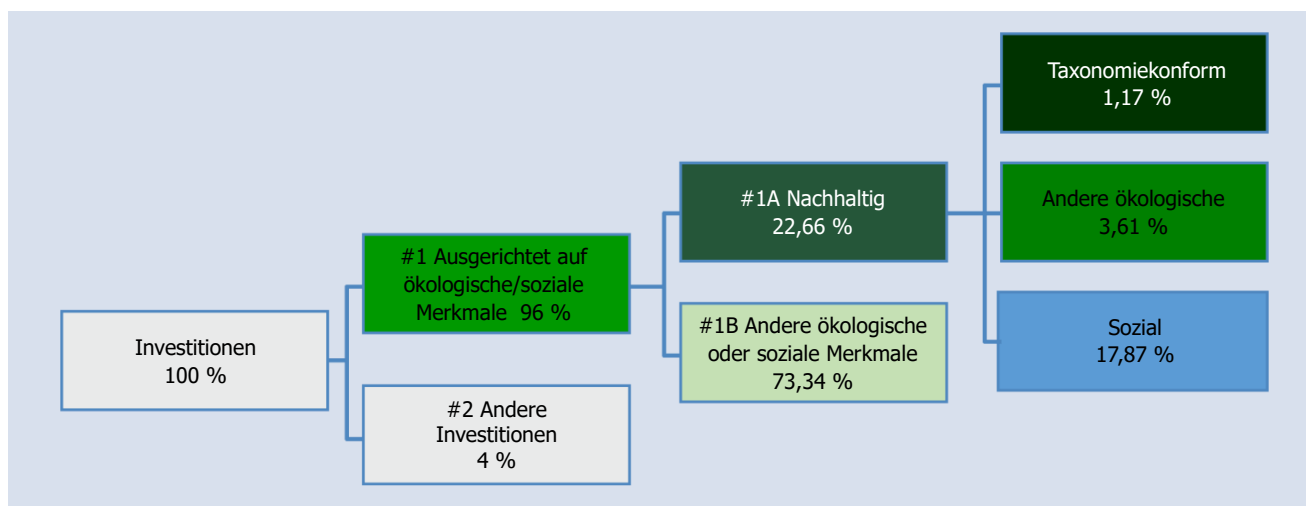 Investitionen
100 %
#1 Ausgerichtet auf
ökologische/soziale
Merkmale 96 %
#2 Andere
Investitionen
4 %
#1A Nachhaltig
22,66 %
#1B Andere ökologische
oder soziale Merkmale
73,34 %
Taxonomiekonform
1,17 %
Andere ökologische
3,61 %
Sozial
17,87 %